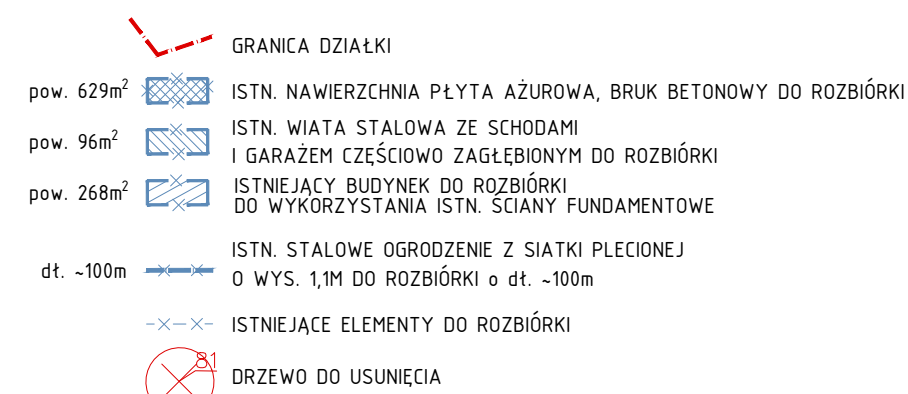 GRANICA DZIAŁKI
pow. 629m² ISTN. NAWIERZCHNIA PŁYTA AŻUROWA, BRUK BETONOWY DO ROZBIÓRKI
pow. 96m² ISTN. WIATA STALOWA ZE SCHODAMI
I GARAŻEM CZĘŚCIOWO ZAGŁĘBIONYM DO ROZBIÓRKI
pow. 268m² ISTNIEJĄCY BUDYNEK DO ROZBIÓRKI
DO WYKORZYSTANIA ISTN. ŚCIANY FUNDAMENTOWE
dł. ~100m ISTN. STALOWE OGRODZENIE Z SIATKI PLECIONEJ
O WYS. 1,1M DO ROZBIÓRKI o dł. ~100m
ISTNIEJĄCE ELEMENTY DO ROZBIÓRKI
81 DRZEWO DO USUNIĘCIA